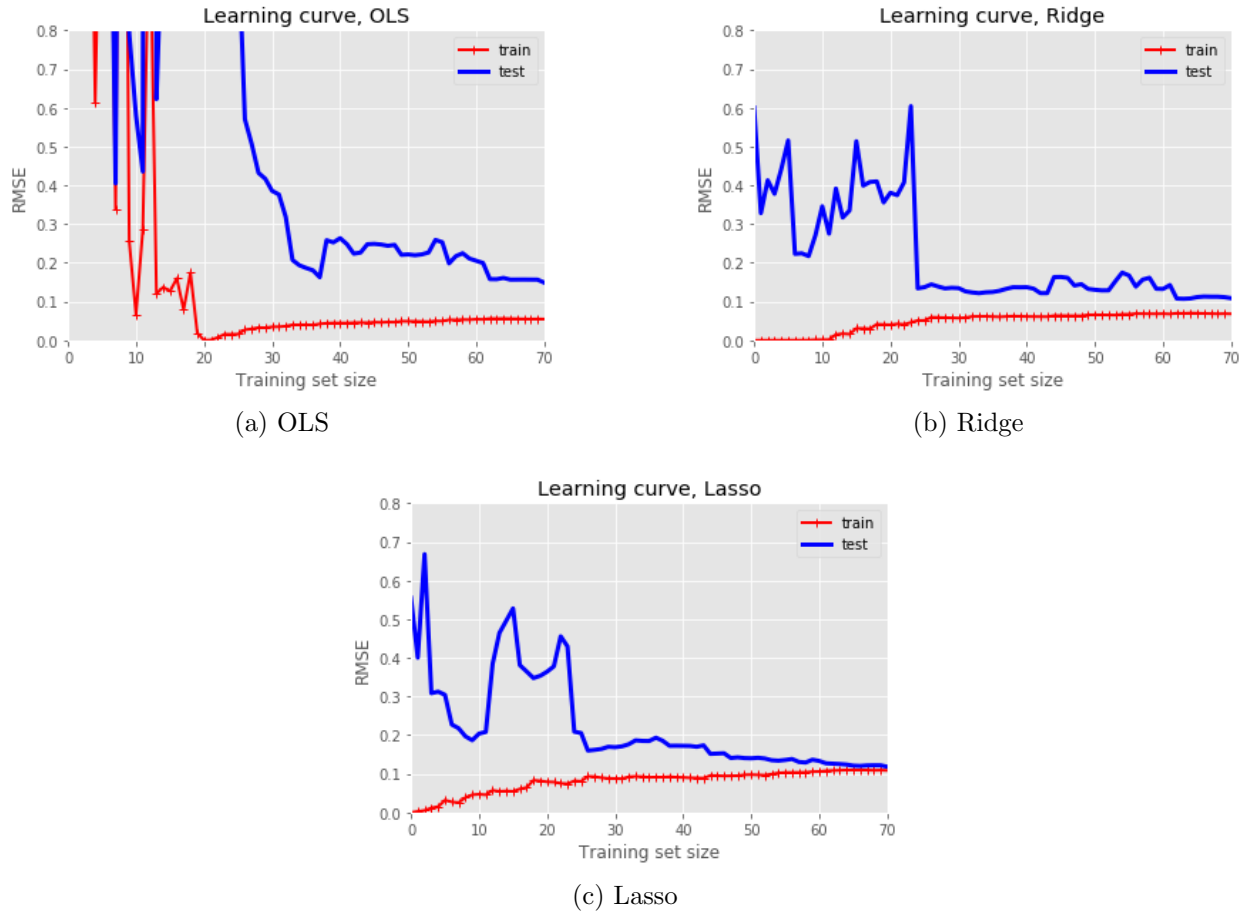 Learning curve, OLS
0.8
0.7
0.6
0.5
0.4
0.3
0.2
0.1
0.0
RMSE
train
test
0 10 20 30 40 50 60 70
Training set size
(a) OLS
Learning curve, Ridge
0.8
0.7
0.6
0.5
0.4
0.3
0.2
0.1
0.0
RMSE
train
test
0 10 20 30 40 50 60 70
Training set size
(b) Ridge
Learning curve, Lasso
0.8
0.7
0.6
0.5
0.4
0.3
0.2
0.1
0.0
RMSE
train
test
0 10 20 30 40 50 60 70
Training set size
(c) Lasso